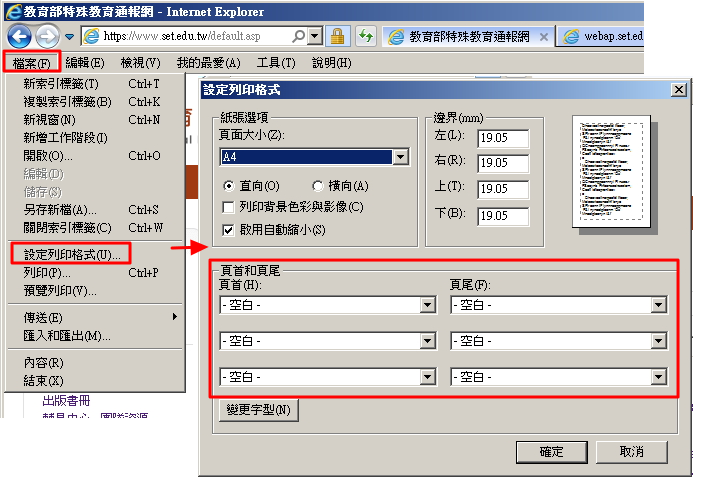 教育部特殊教育通報網 - Internet Explorer
https://www.set.edu.tw/default.asp
教育部特殊教育通報網
webap.set.ed
檔案(F) 編輯(E) 檢視(V) 我的最愛(A) 工具(T) 說明(H)
新索引標籤(T) Ctrl+T
複製索引標籤(B) Ctrl+K
新視窗(N) Ctrl+N
新增工作階段(I)
開啟(O)... Ctrl+O
編輯(D)
儲存(S)
另存新檔(A)... Ctrl+S
關閉索引標籤(C) Ctrl+W
設定列印格式(U)...
列印(P)... Ctrl+P
預覽列印(V)...
傳送(E)
匯入和匯出(M)...
內容(R)
結束(X)
出版書冊
育
al
設定列印格式
紙張選項
頁面大小(Z):
A4
直向(O) 橫向(A)
列印背景色彩與影像(C)
啟用自動縮小(S)
邊界(mm)
左(L): 19.05
右(R): 19.05
上(T): 19.05
下(B): 19.05
頁首和頁尾
頁首(H): 頁尾(F):
- 空白 - - 空白 -
- 空白 - - 空白 -
- 空白 - - 空白 -
變更字型(N)
確定 取消